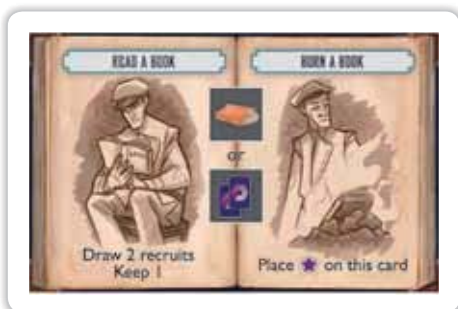 READ A BOOK
Draw 2 recruits
Keep 1
or
BURN A BOOK
Place ★ on this card